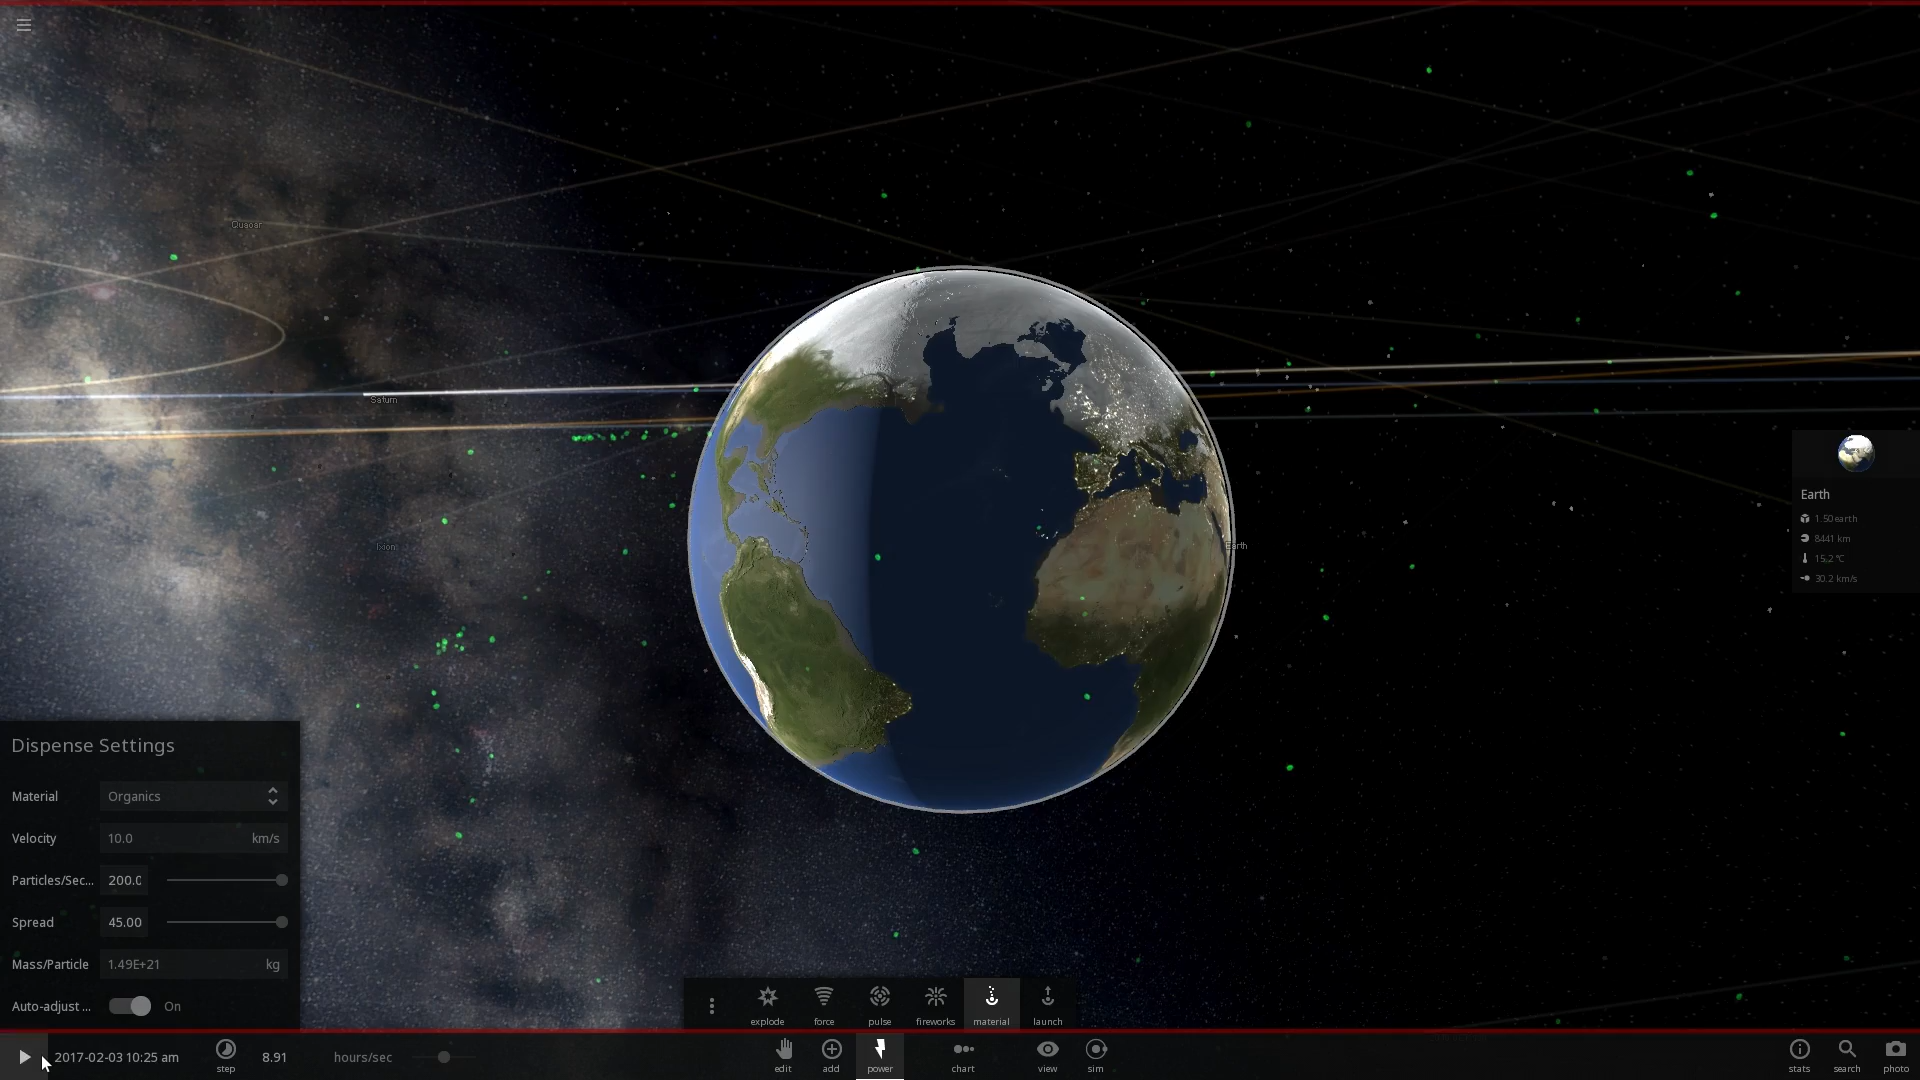 Quaoar
Saturn
Ixion
Earth
Earth
1.50 earth
8441 km
15.2 °C
30.2 km/s
Dispense Settings
Material Organics
Velocity 10.0 km/s
Particles/Sec... 200.0
Spread 45.00
Mass/Particle 1.49E+21 kg
Auto-adjust ... On
explode force pulse fireworks material launch
2017-02-03 10:25 am step 8.91 hours/sec edit add power chart view sim stats search photo